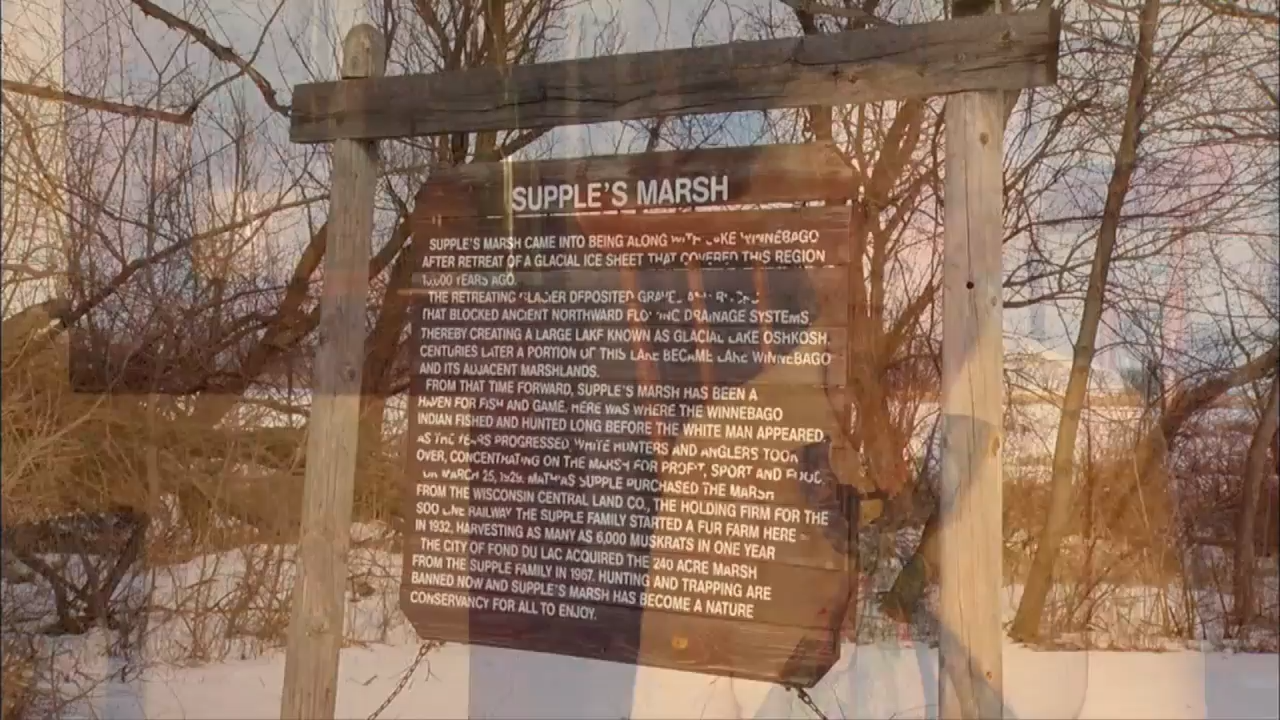 SUPPLE'S MARSH
SUPPLE'S MARSH CAME INTO BEING ALONG WITH LAKE WINNEBAGO
AFTER RETREAT OF A GLACIAL ICE SHEET THAT COVERED THIS REGION
10,000 YEARS AGO.
THE RETREATING GLACIER DEPOSITED GRAVEL AND
THAT BLOCKED ANCIENT NORTHWARD FLOWING DRAINAGE SYSTEMS,
THEREBY CREATING A LARGE LAKE KNOWN AS GLACIAL LAKE OSHKOSH.
CENTURIES LATER A PORTION OF THIS LAKE BECAME LAKE WINNEBAGO
AND ITS ADJACENT MARSHLANDS.
FROM THAT TIME FORWARD, SUPPLE'S MARSH HAS BEEN A
HAVEN FOR FISH AND GAME. HERE WAS WHERE THE WINNEBAGO
INDIAN FISHED AND HUNTED LONG BEFORE THE WHITE MAN APPEARED.
AS THE YEARS PROGRESSED, WHITE HUNTERS AND ANGLERS TOOK
OVER, CONCENTRATING ON THE MARSH FOR PROFIT, SPORT AND FOOD.
ON MARCH 25, 1929, MATHIAS SUPPLE PURCHASED THE MARSH
FROM THE WISCONSIN CENTRAL LAND CO., THE HOLDING FIRM FOR THE
SOO LINE RAILWAY THE SUPPLE FAMILY STARTED A FUR FARM HERE
IN 1932, HARVESTING AS MANY AS 6,000 MUSKRATS IN ONE YEAR
THE CITY OF FOND DU LAC ACQUIRED THE 240 ACRE MARSH
FROM THE SUPPLE FAMILY IN 1967. HUNTING AND TRAPPING ARE
BANNED NOW AND SUPPLE'S MARSH HAS BECOME A NATURE
CONSERVANCY FOR ALL TO ENJOY.